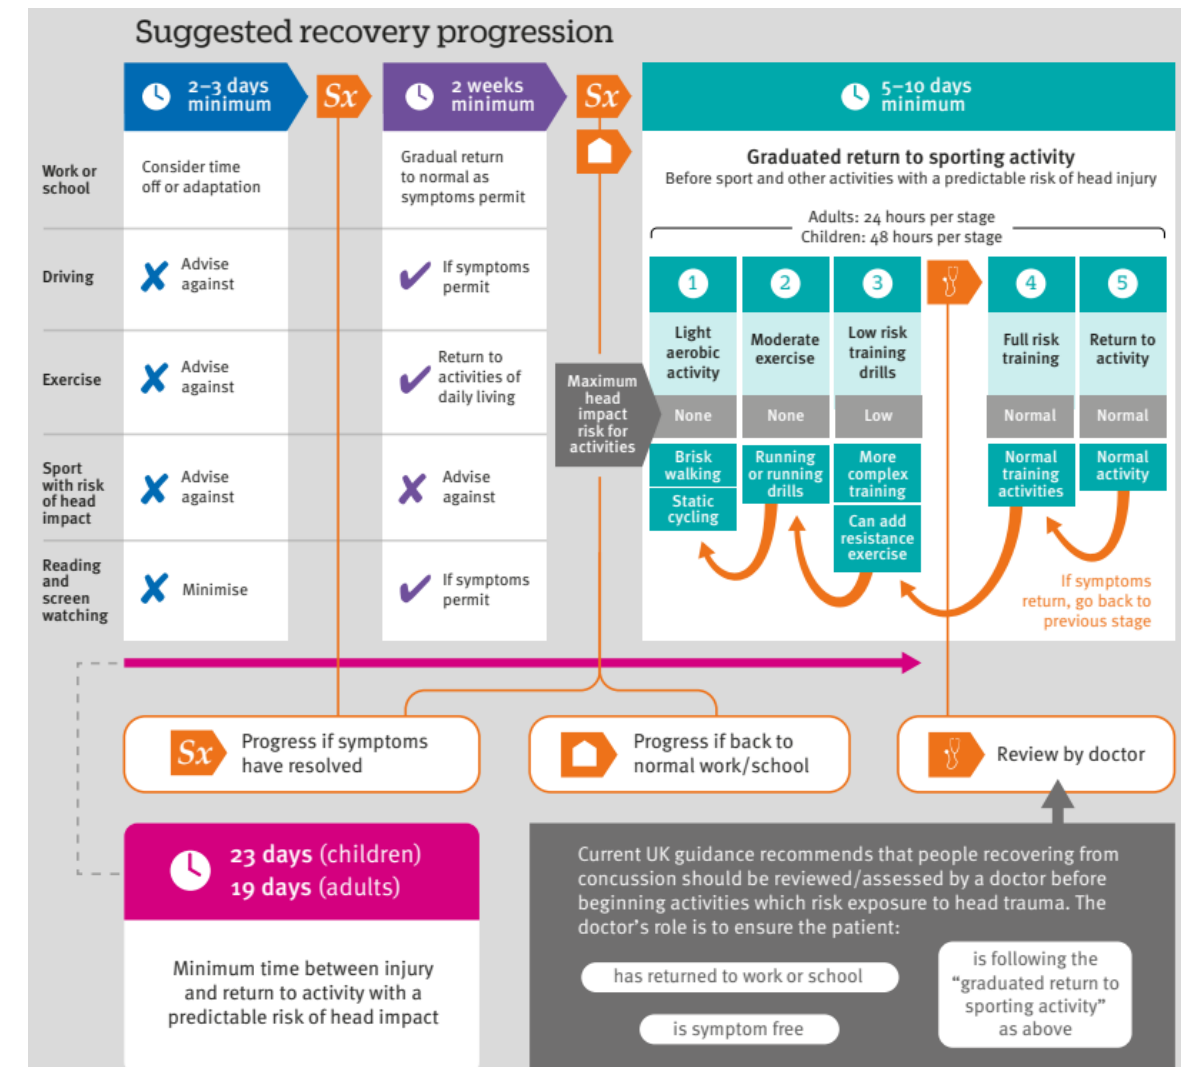 Suggested recovery progression
2–3 days
minimum
Sx
2 weeks
minimum
Sx
5–10 days
minimum
Work or
school
Consider time
off or adaptation
Gradual return
to normal as
symptoms permit
Driving
Advise
against
If symptoms
permit
Exercise
Advise
against
Return to
activities of
daily living
Sport
with risk
of head
impact
Advise
against
Advise
against
Reading
and
screen
watching
Minimise
If symptoms
permit
Graduated return to sporting activity
Before sport and other activities with a predictable risk of head injury
Adults: 24 hours per stage
Children: 48 hours per stage
Maximum
head
impact
risk for
activities
1
Light
aerobic
activity
None
Brisk
walking
Static
cycling
2
Moderate
exercise
None
Running
or running
drills
3
Low risk
training
drills
Low
More
complex
training
Can add
resistance
exercise
4
Full risk
training
Normal
Normal
training
activities
5
Return to
activity
Normal
Normal
activity
If symptoms
return, go back to
previous stage
Sx
Progress if symptoms
have resolved
Progress if back to
normal work/school
Review by doctor
23 days (children)
19 days (adults)
Minimum time between injury
and return to activity with a
predictable risk of head impact
Current UK guidance recommends that people recovering from
concussion should be reviewed/assessed by a doctor before
beginning activities which risk exposure to head trauma. The
doctor's role is to ensure the patient:
has returned to work or school
is symptom free
is following the
“graduated return to
sporting activity”
as above